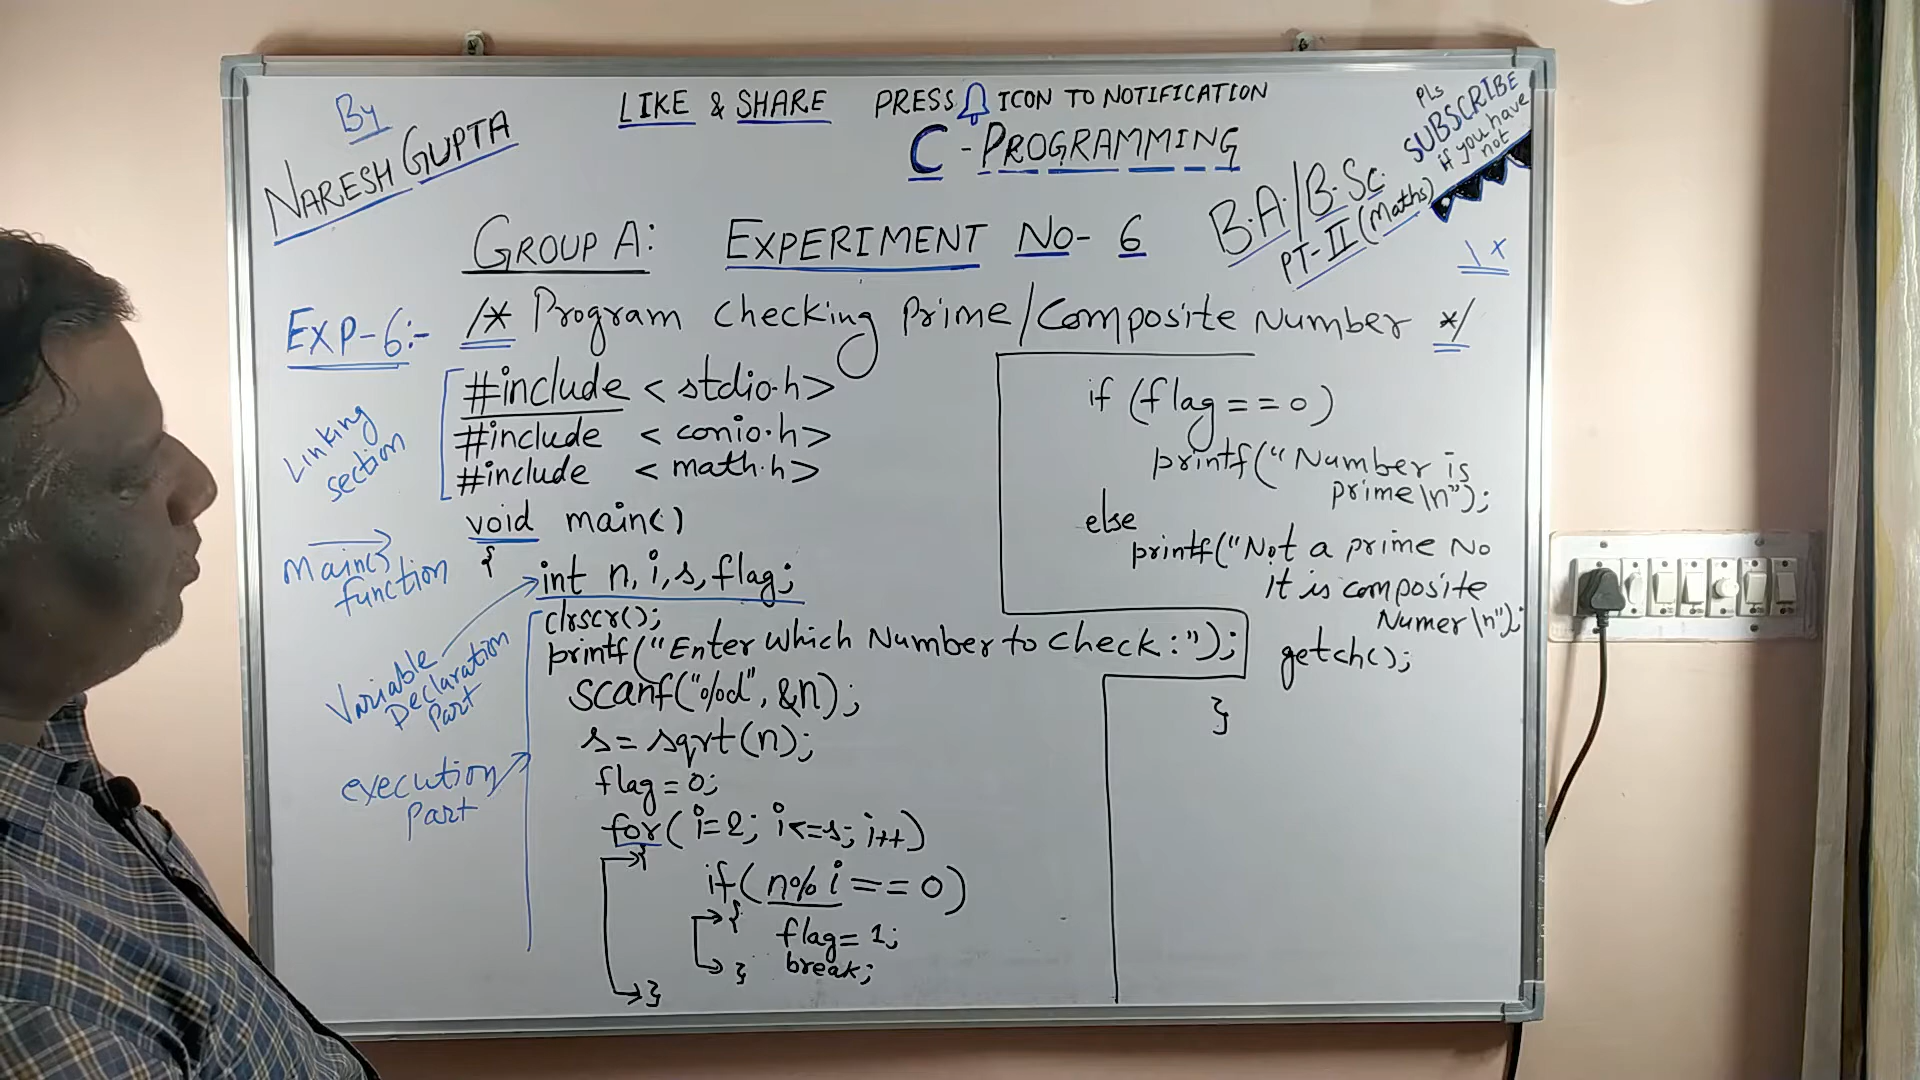 By
NARESH GUPTA
LIKE & SHARE PRESS ICON TO NOTIFICATION
C - PROGRAMMING
PLs
SUBSCRIBE
if you have
not
B.A./B.Sc.
PT-II (Maths)
GROUP A: EXPERIMENT NO- 6
EXP-6:- /* Program checking Prime/Composite Number */
Linking
section
#include < stdio.h>
#include < conio.h>
#include < math.h>
main()
function
void main()
{
int n, i, s, flag;
Variable
Declaration
Part
clrscr();
printf("Enter Which Number to check:");
scanf("%d", &n);
s = sqrt(n);
execution
Part
flag = 0;
for( i=2; i<=s; i++)
{
if( n% i == 0)
{
flag = 1;
break;
}
}
if (flag == 0)
printf("Number is
prime\n");
else
printf("Not a prime No
it is composite
Numer\n");
getch();
}